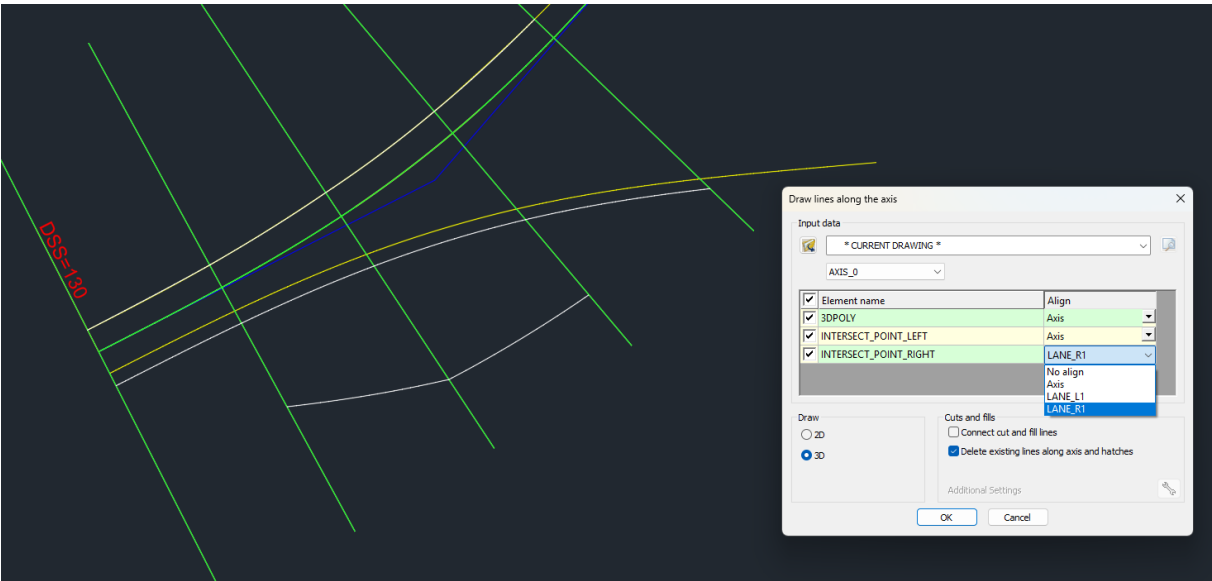 DSS=130
Draw lines along the axis
Input data
* CURRENT DRAWING *
AXIS_0
Element name Align
3DPOLY Axis
INTERSECT_POINT_LEFT Axis
INTERSECT_POINT_RIGHT LANE_R1
No align
Axis
LANE_L1
LANE_R1
Draw
2D
3D
Cuts and fills
Connect cut and fill lines
Delete existing lines along axis and hatches
Additional Settings
OK Cancel